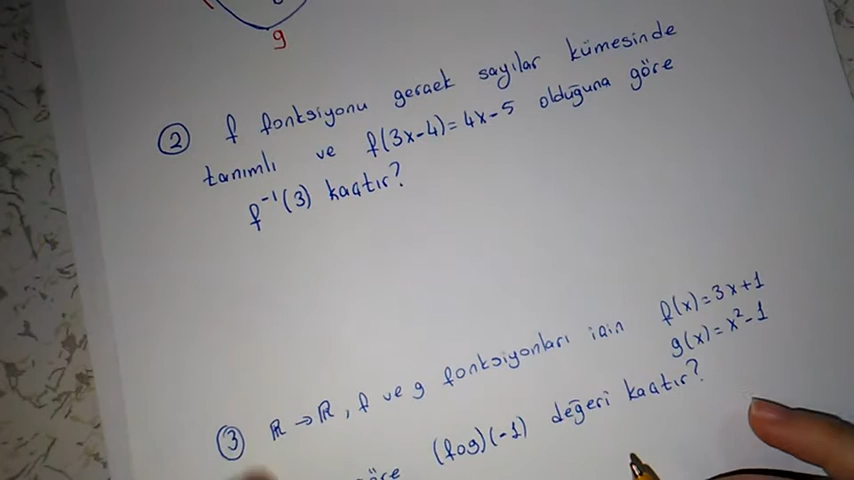 g
2 f fonksiyonu gerçek sayılar kümesinde
tanımlı ve f(3x-4)=4x-5 olduğuna göre
f⁻¹(3) kaçtır?
3 R→R, f ve g fonksiyonları için f(x)=3x+1
g(x)=x²-1
göre (fog)(-1) değeri kaçtır?